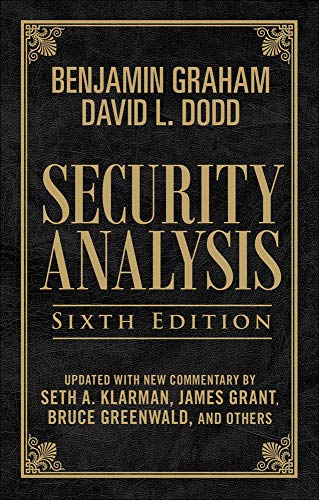 BENJAMIN GRAHAM
DAVID L. DODD
SECURITY
ANALYSIS
SIXTH EDITION
UPDATED WITH NEW COMMENTARY BY
SETH A. KLARMAN, JAMES GRANT,
BRUCE GREENWALD, AND OTHERS